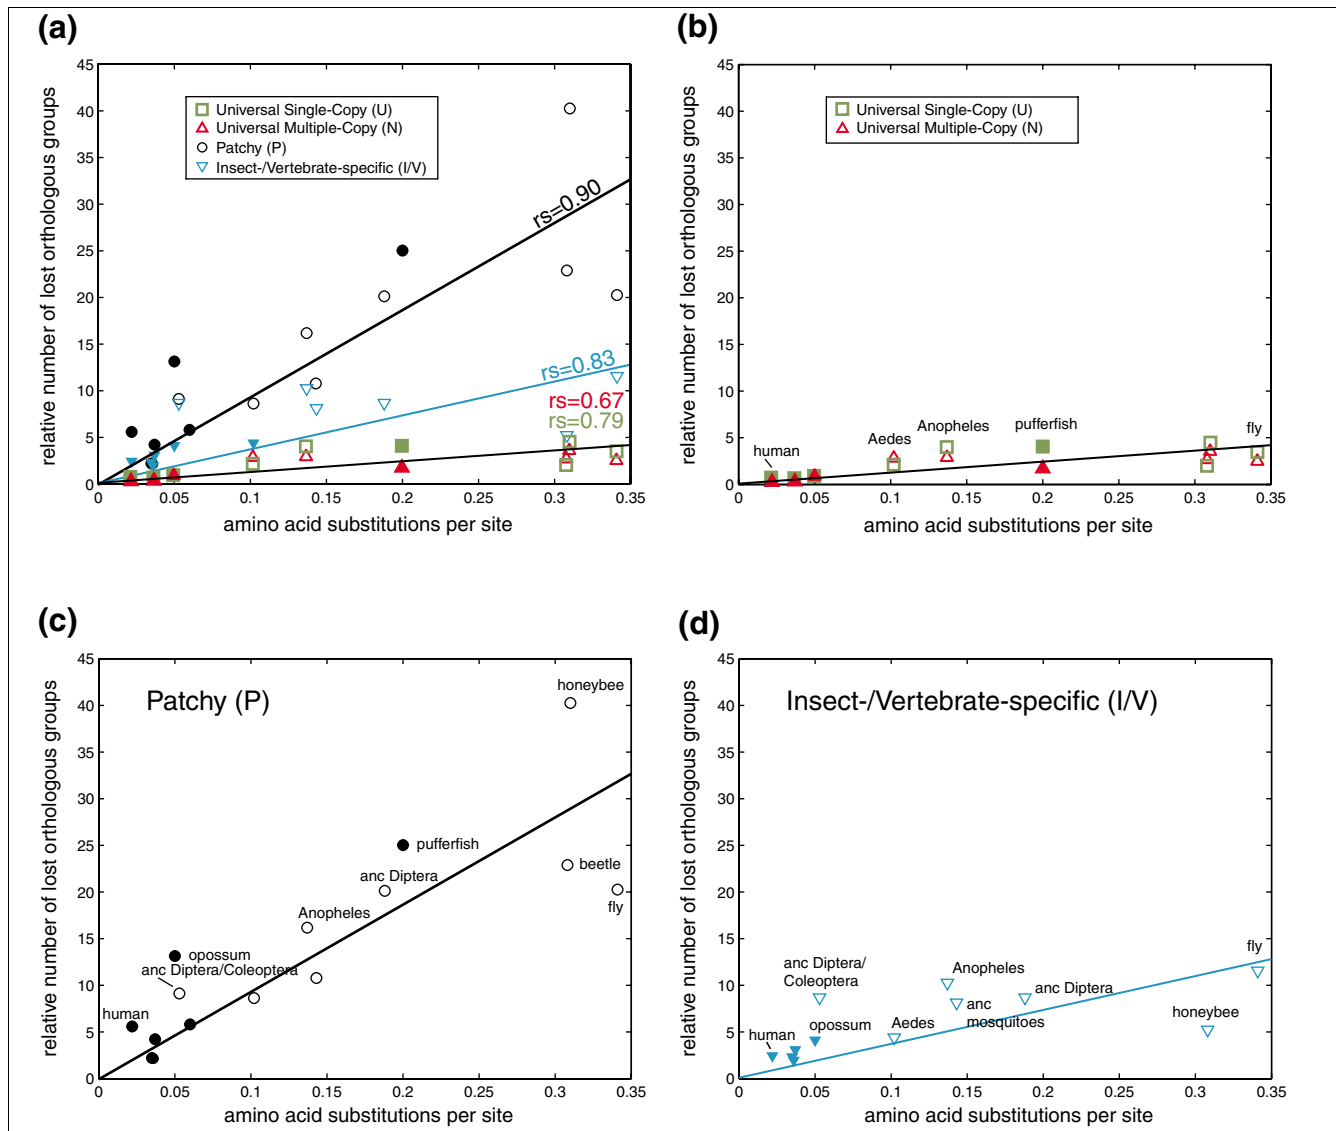 (a)
relative number of lost orthologous groups
45
40
35
30
25
20
15
10
5
0
Universal Single-Copy (U)
Universal Multiple-Copy (N)
Patchy (P)
Insect-/Vertebrate-specific (I/V)
rs=0.90
rs=0.83
rs=0.67
rs=0.79
0 0.05 0.1 0.15 0.2 0.25 0.3 0.35
amino acid substitutions per site
(b)
relative number of lost orthologous groups
45
40
35
30
25
20
15
10
5
0
Universal Single-Copy (U)
Universal Multiple-Copy (N)
human
Aedes
Anopheles
pufferfish
fly
0 0.05 0.1 0.15 0.2 0.25 0.3 0.35
amino acid substitutions per site
(c)
relative number of lost orthologous groups
45
40
35
30
25
20
15
10
5
0
Patchy (P)
honeybee
pufferfish
beetle
anc Diptera
fly
Anopheles
opossum
anc Diptera/Coleoptera
human
0 0.05 0.1 0.15 0.2 0.25 0.3 0.35
amino acid substitutions per site
(d)
relative number of lost orthologous groups
45
40
35
30
25
20
15
10
5
0
Insect-/Vertebrate-specific (I/V)
fly
anc Diptera/
Coleoptera
Anopheles
anc Diptera
anc
mosquitoes
honeybee
Aedes
opossum
human
0 0.05 0.1 0.15 0.2 0.25 0.3 0.35
amino acid substitutions per site